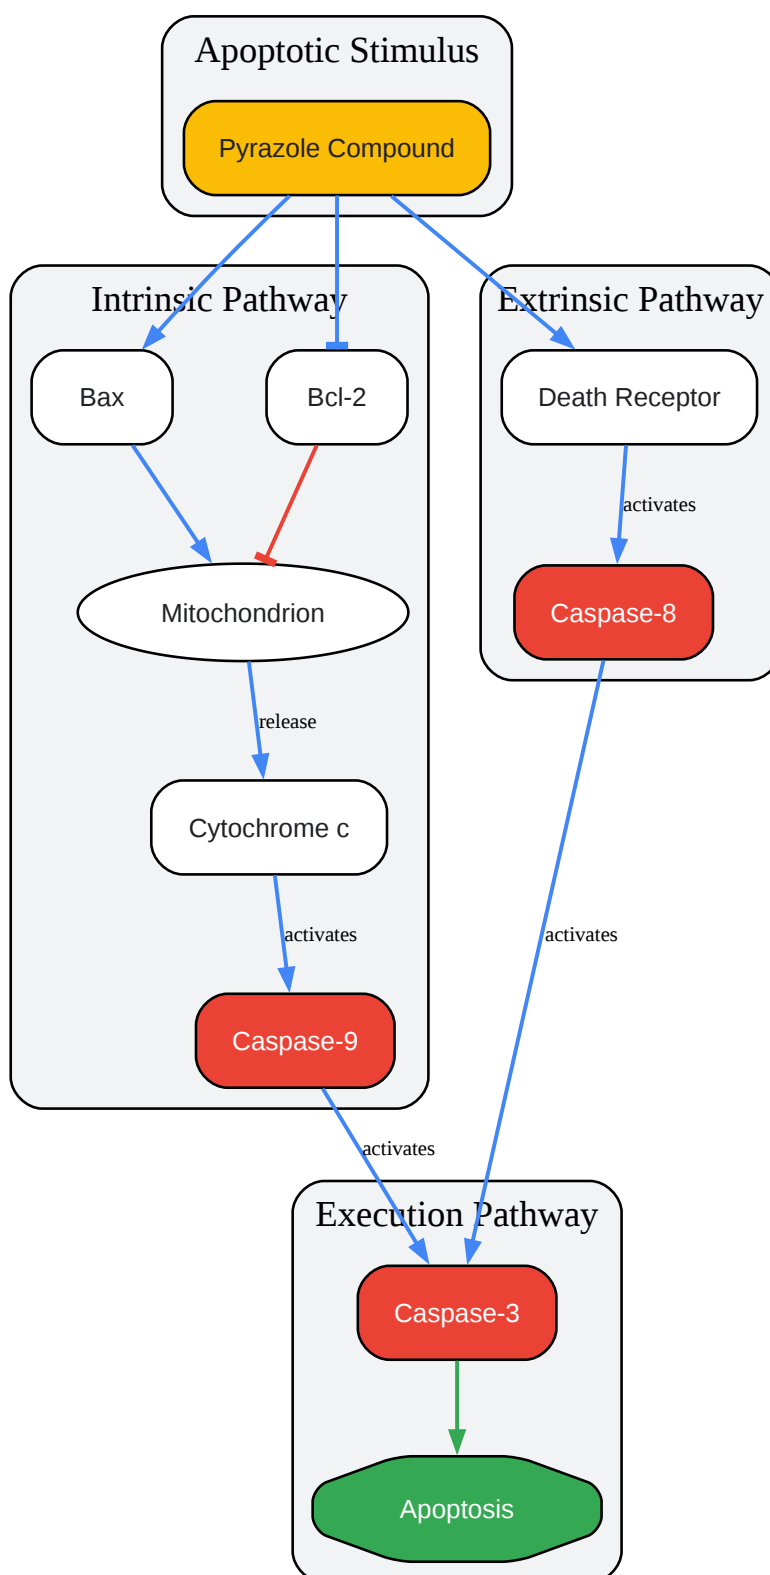 Apoptotic Stimulus
Pyrazole Compound
Intrinsic Pathway
Extrinsic Pathway
Bax
Bcl-2
Death Receptor
activates
Mitochondrion
Caspase-8
release
Cytochrome c
activates
activates
Caspase-9
activates
Execution Pathway
Caspase-3
Apoptosis